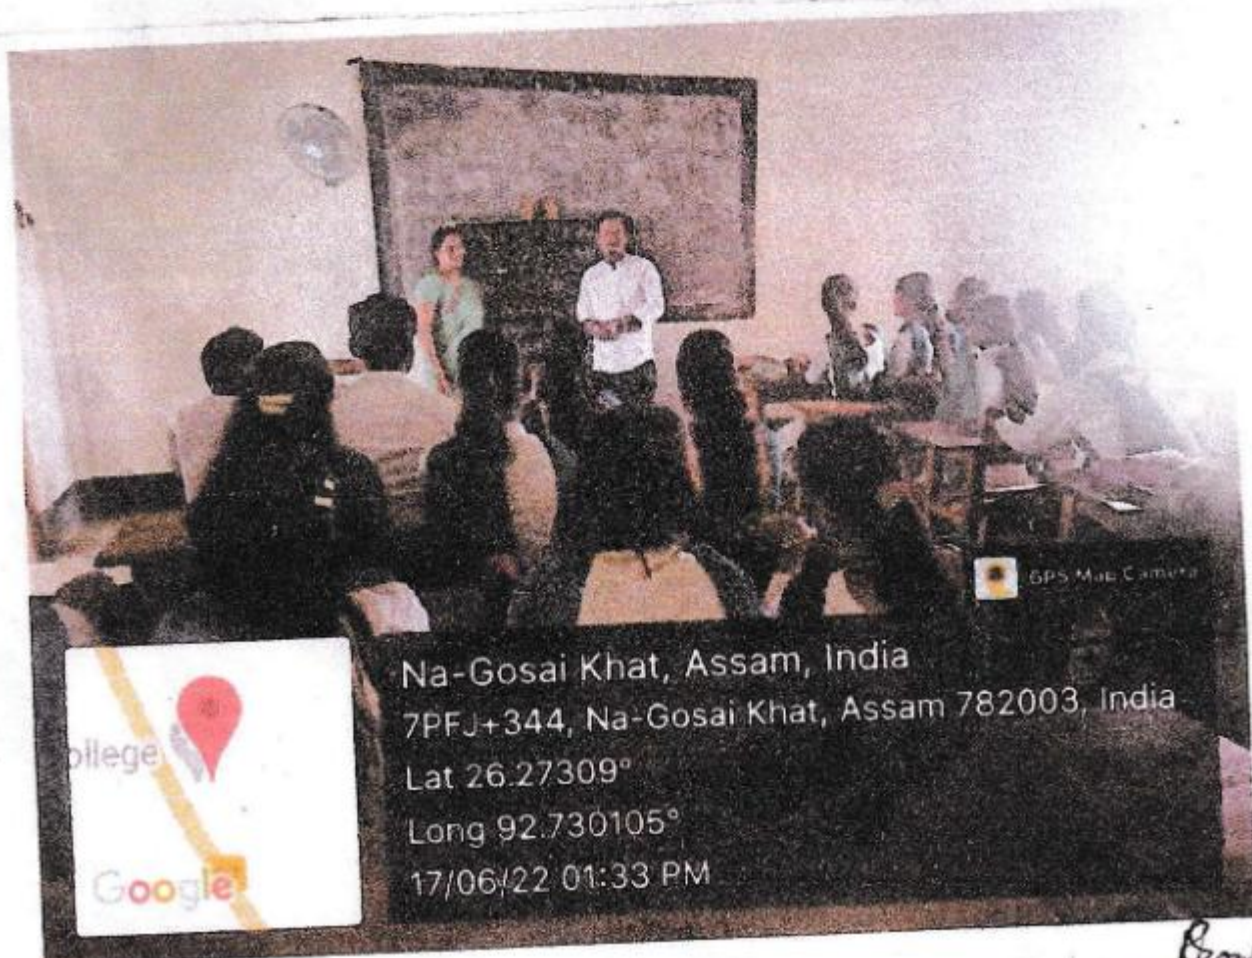 GPS Map Camera
Na-Gosai Khat, Assam, India
7PFJ+344, Na-Gosai Khat, Assam 782003, India
Lat 26.27309°
Long 92.730105°
17/06/22 01:33 PM
ollege
Google